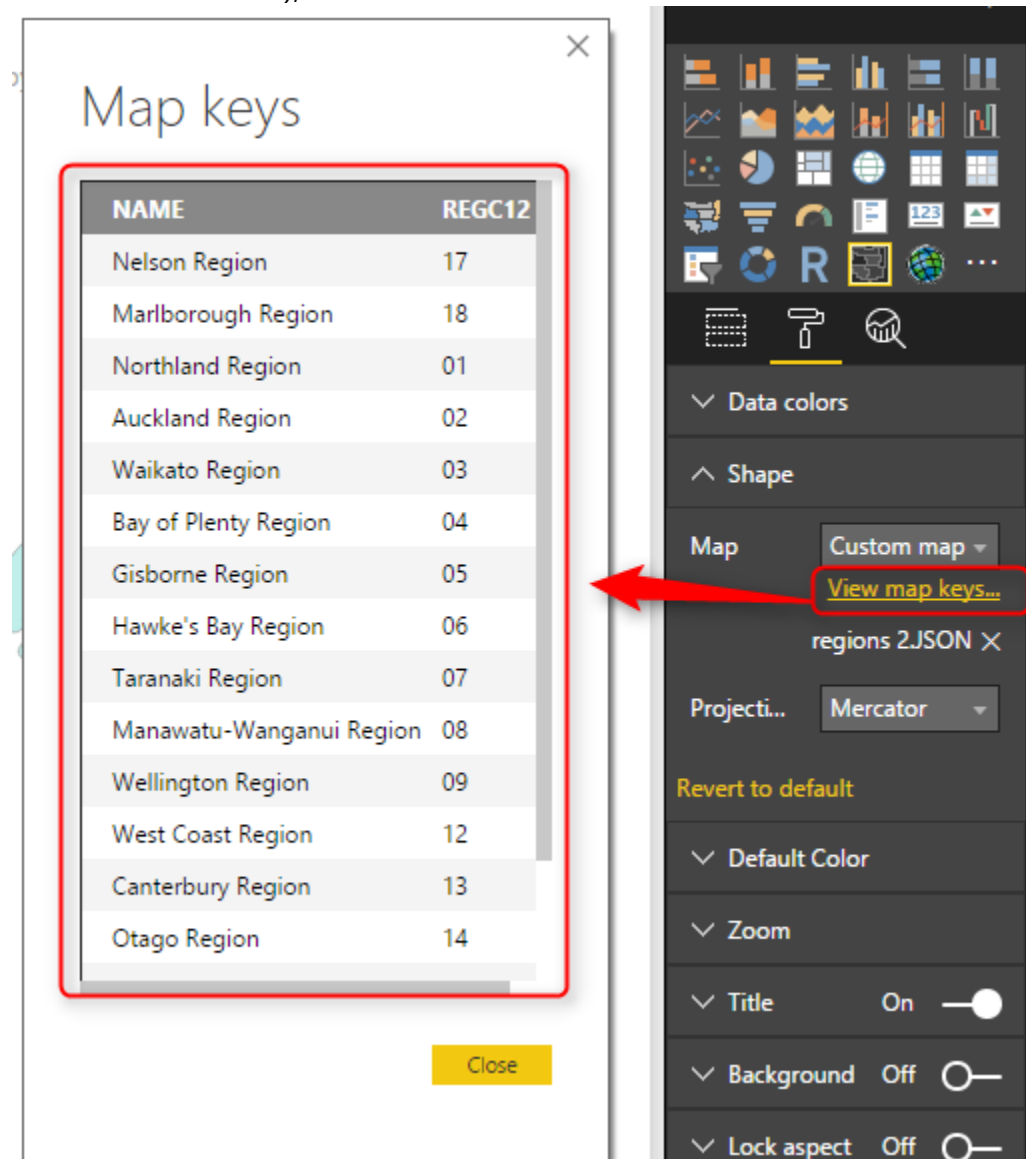 Map keys
NAME REGC12
Nelson Region 17
Marlborough Region 18
Northland Region 01
Auckland Region 02
Waikato Region 03
Bay of Plenty Region 04
Gisborne Region 05
Hawke's Bay Region 06
Taranaki Region 07
Manawatu-Wanganui Region 08
Wellington Region 09
West Coast Region 12
Canterbury Region 13
Otago Region 14
Close
123
R
Data colors
Shape
Map Custom map
View map keys...
regions 2.JSON
Projecti... Mercator
Revert to default
Default Color
Zoom
Title On
Background Off
Lock aspect Off